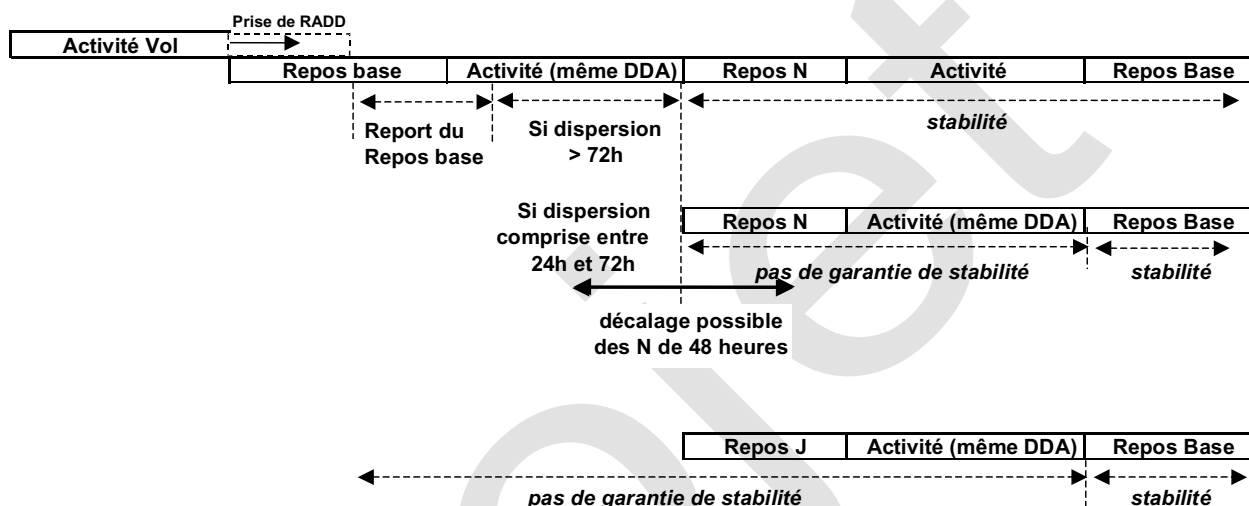 Prise de RADD
Activité Vol
Repos base Activité (même DDA) Repos N Activité Repos Base
Report du
Repos base
Si dispersion
> 72h
stabilité
Si dispersion
comprise entre
24h et 72h
Repos N Activité (même DDA) Repos Base
pas de garantie de stabilité stabilité
décalage possible
des N de 48 heures
Repos J Activité (même DDA) Repos Base
pas de garantie de stabilité stabilité